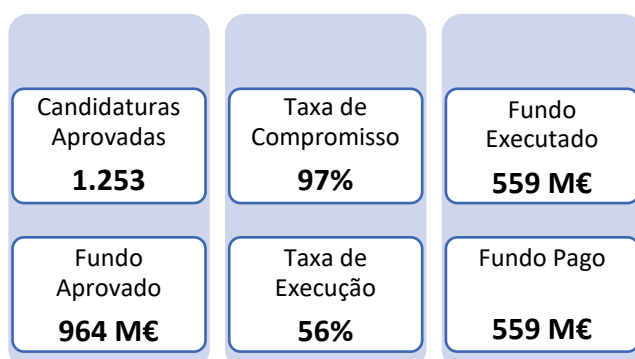 Candidaturas
Aprovadas
1.253
Taxa de
Compromisso
97%
Fundo
Executado
559 M€
Fundo
Aprovado
964 M€
Taxa de
Execução
56%
Fundo Pago
559 M€